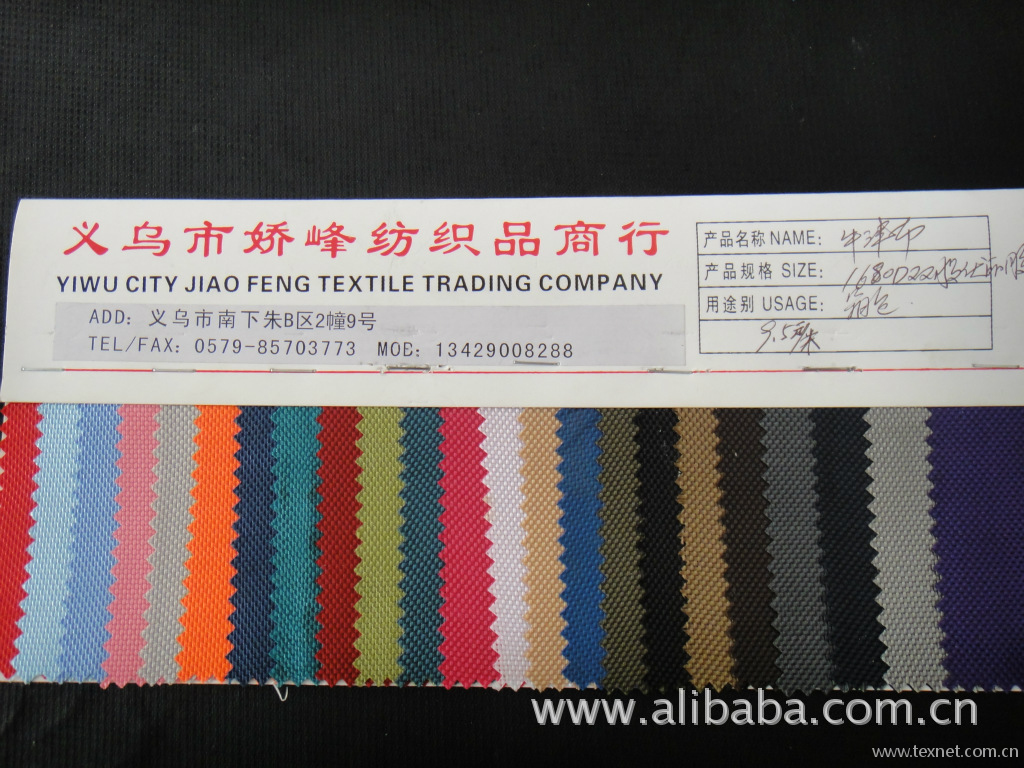 义乌市娇峰纺织品商行
YIWU CITY JIAO FENG TEXTILE TRADING COMPANY
ADD: 义乌市南下朱B区2幢9号
TEL/FAX: 0579-85703773 MOB: 13429008288
产品名称 NAME: 牛津布
产品规格 SIZE: 1680D
用途别 USAGE: 箱包
9.5
www.alibaba.com.cn
www.texnet.com.cn